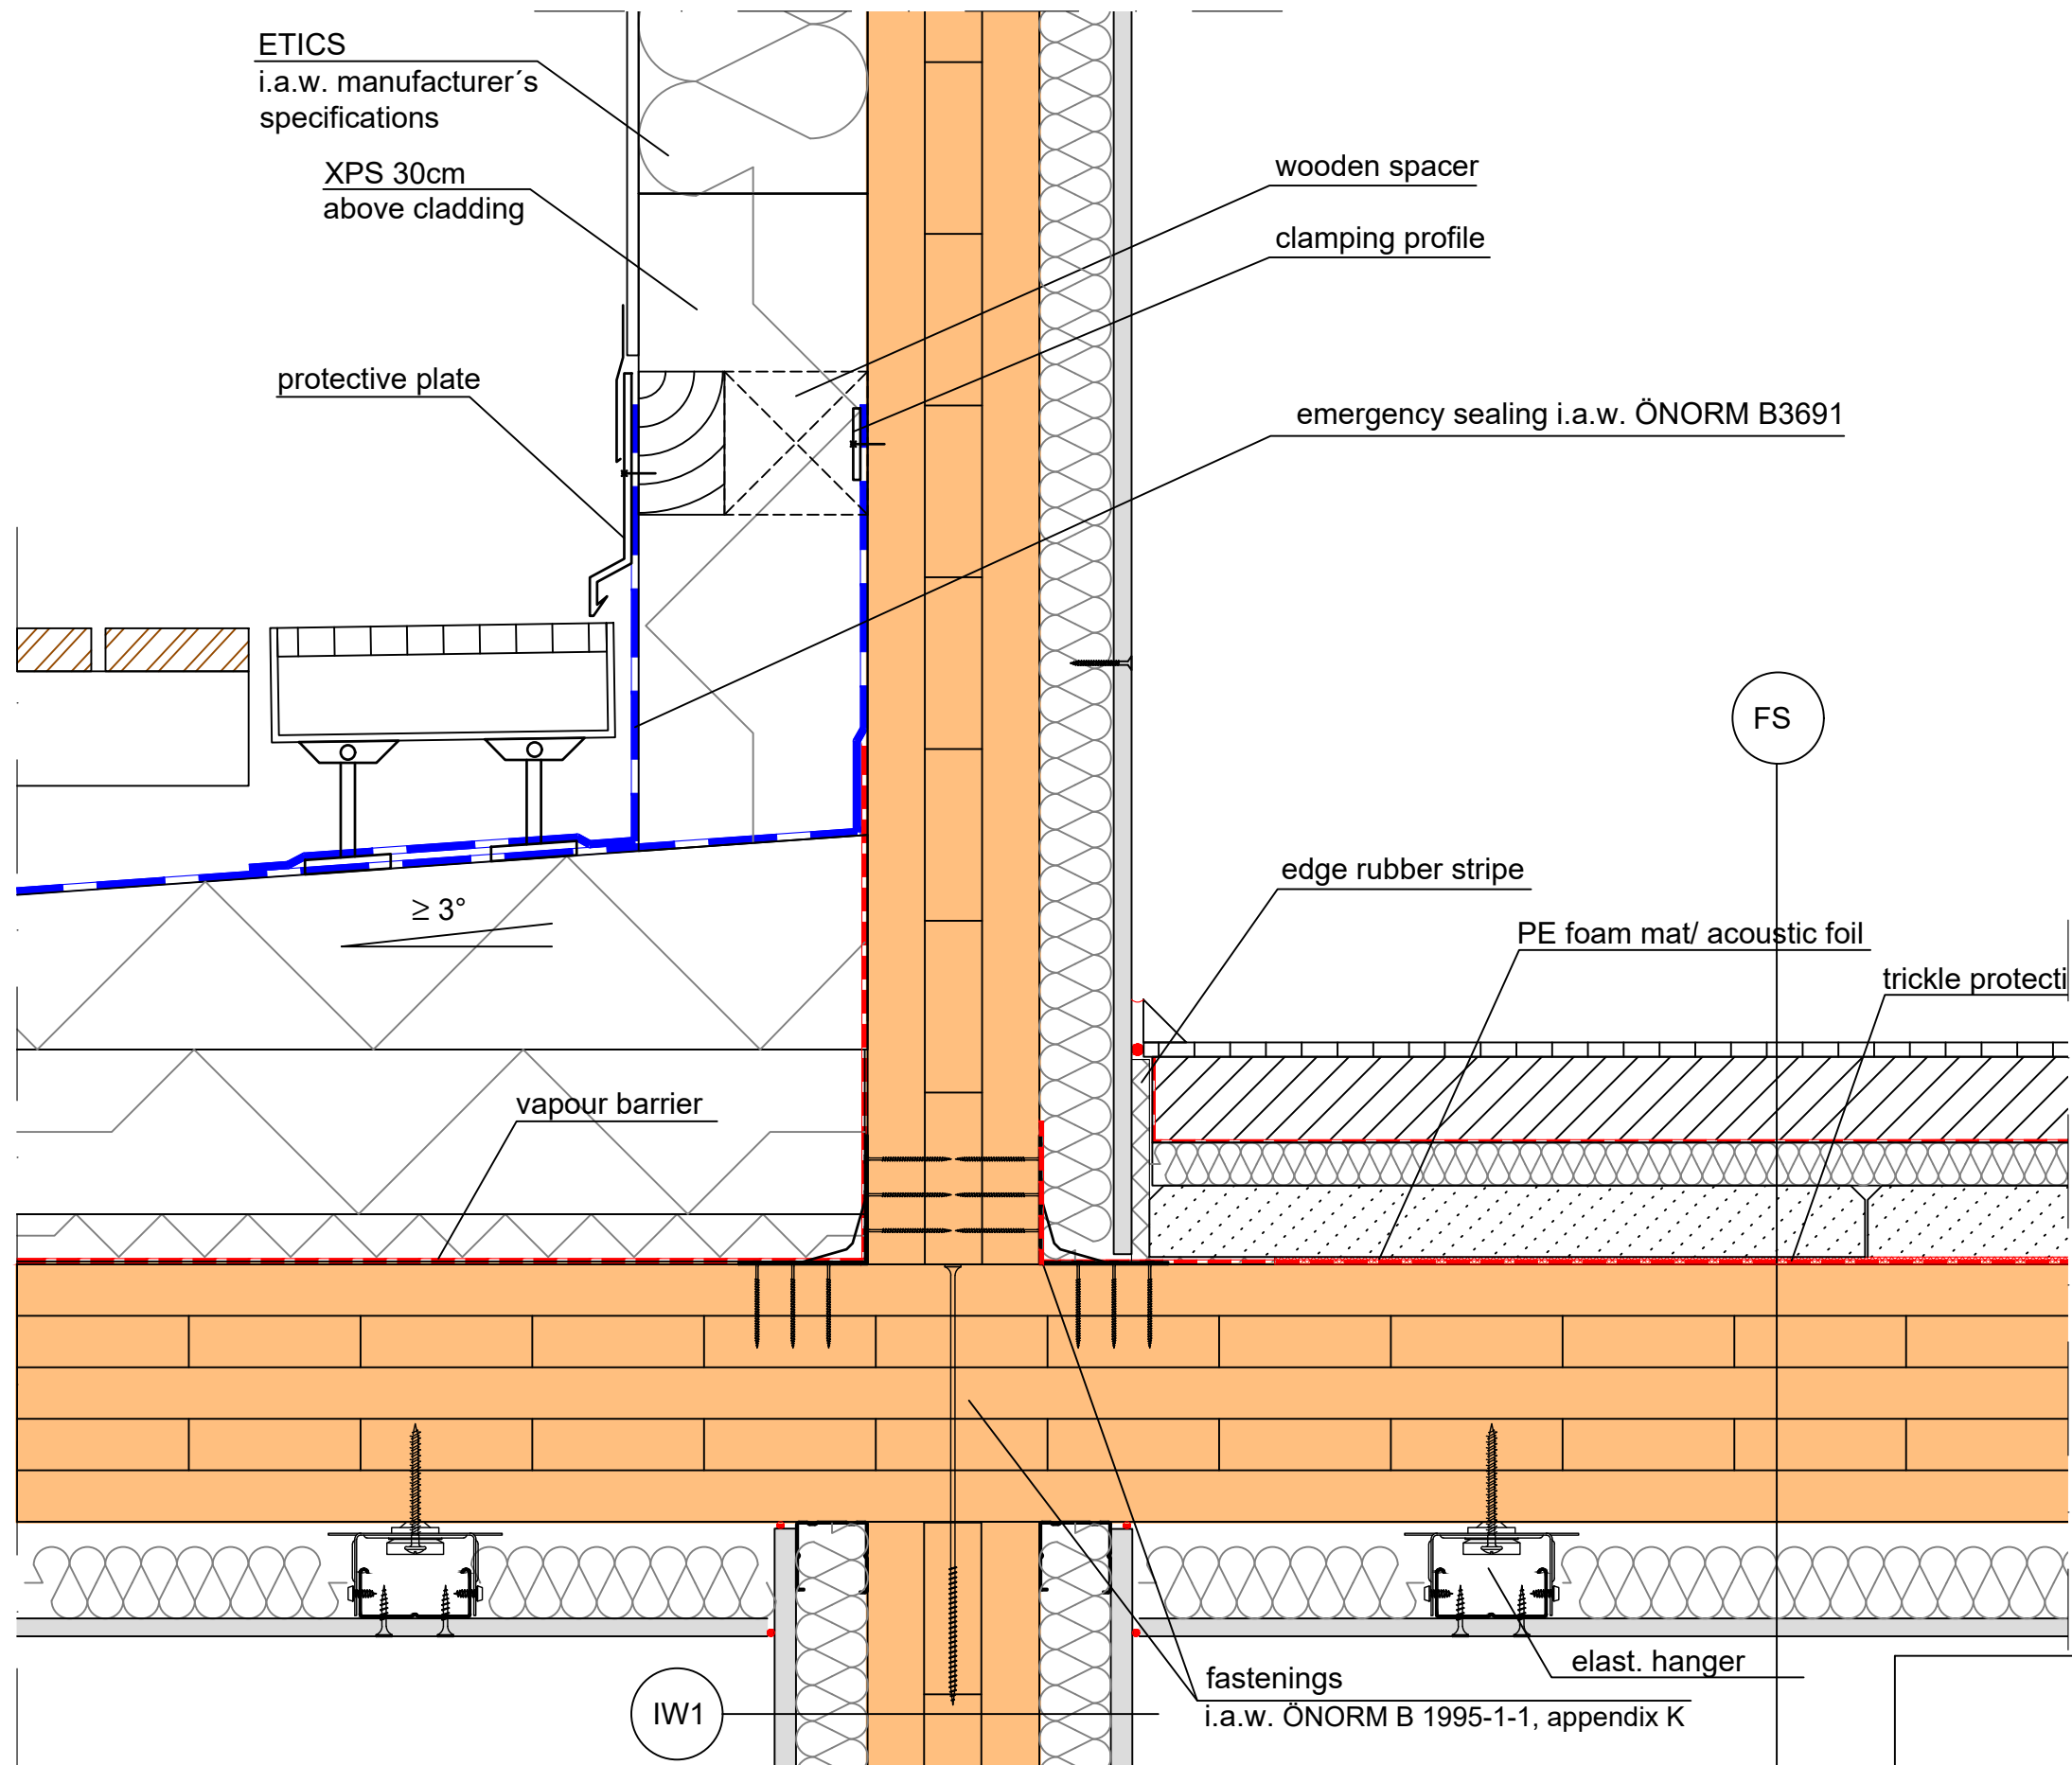 ETICS
i.a.w. manufacturer´s
specifications
XPS 30cm
above cladding
wooden spacer
clamping profile
protective plate
emergency sealing i.a.w. ÖNORM B3691
FS
edge rubber stripe
≥ 3°
PE foam mat/ acoustic foil
trickle protecti
vapour barrier
elast. hanger
fastenings
i.a.w. ÖNORM B 1995-1-1, appendix K
IW1